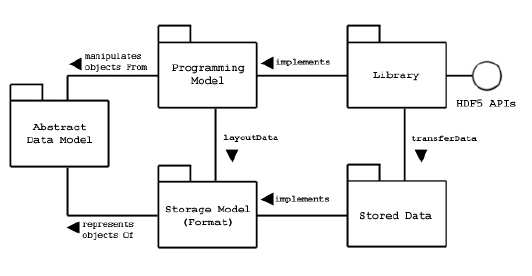 manipulates
objects From
Programming
Model
implements
Library
HDF5 APIs
Abstract
Data Model
layoutData
transferData
Storage Model
(Format)
implements
Stored Data
represents
objects Of